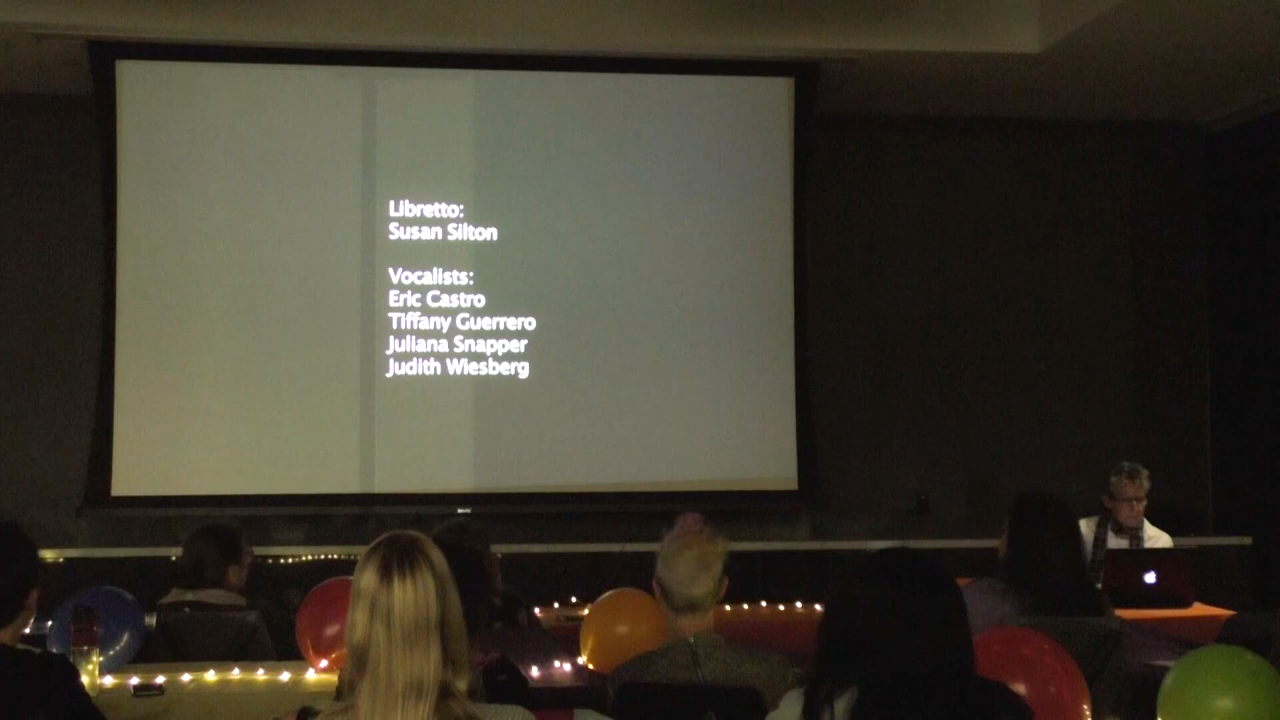 Libretto:
Susan Silton
Vocalists:
Eric Castro
Tiffany Guerrero
Juliana Snapper
Judith Wiesberg